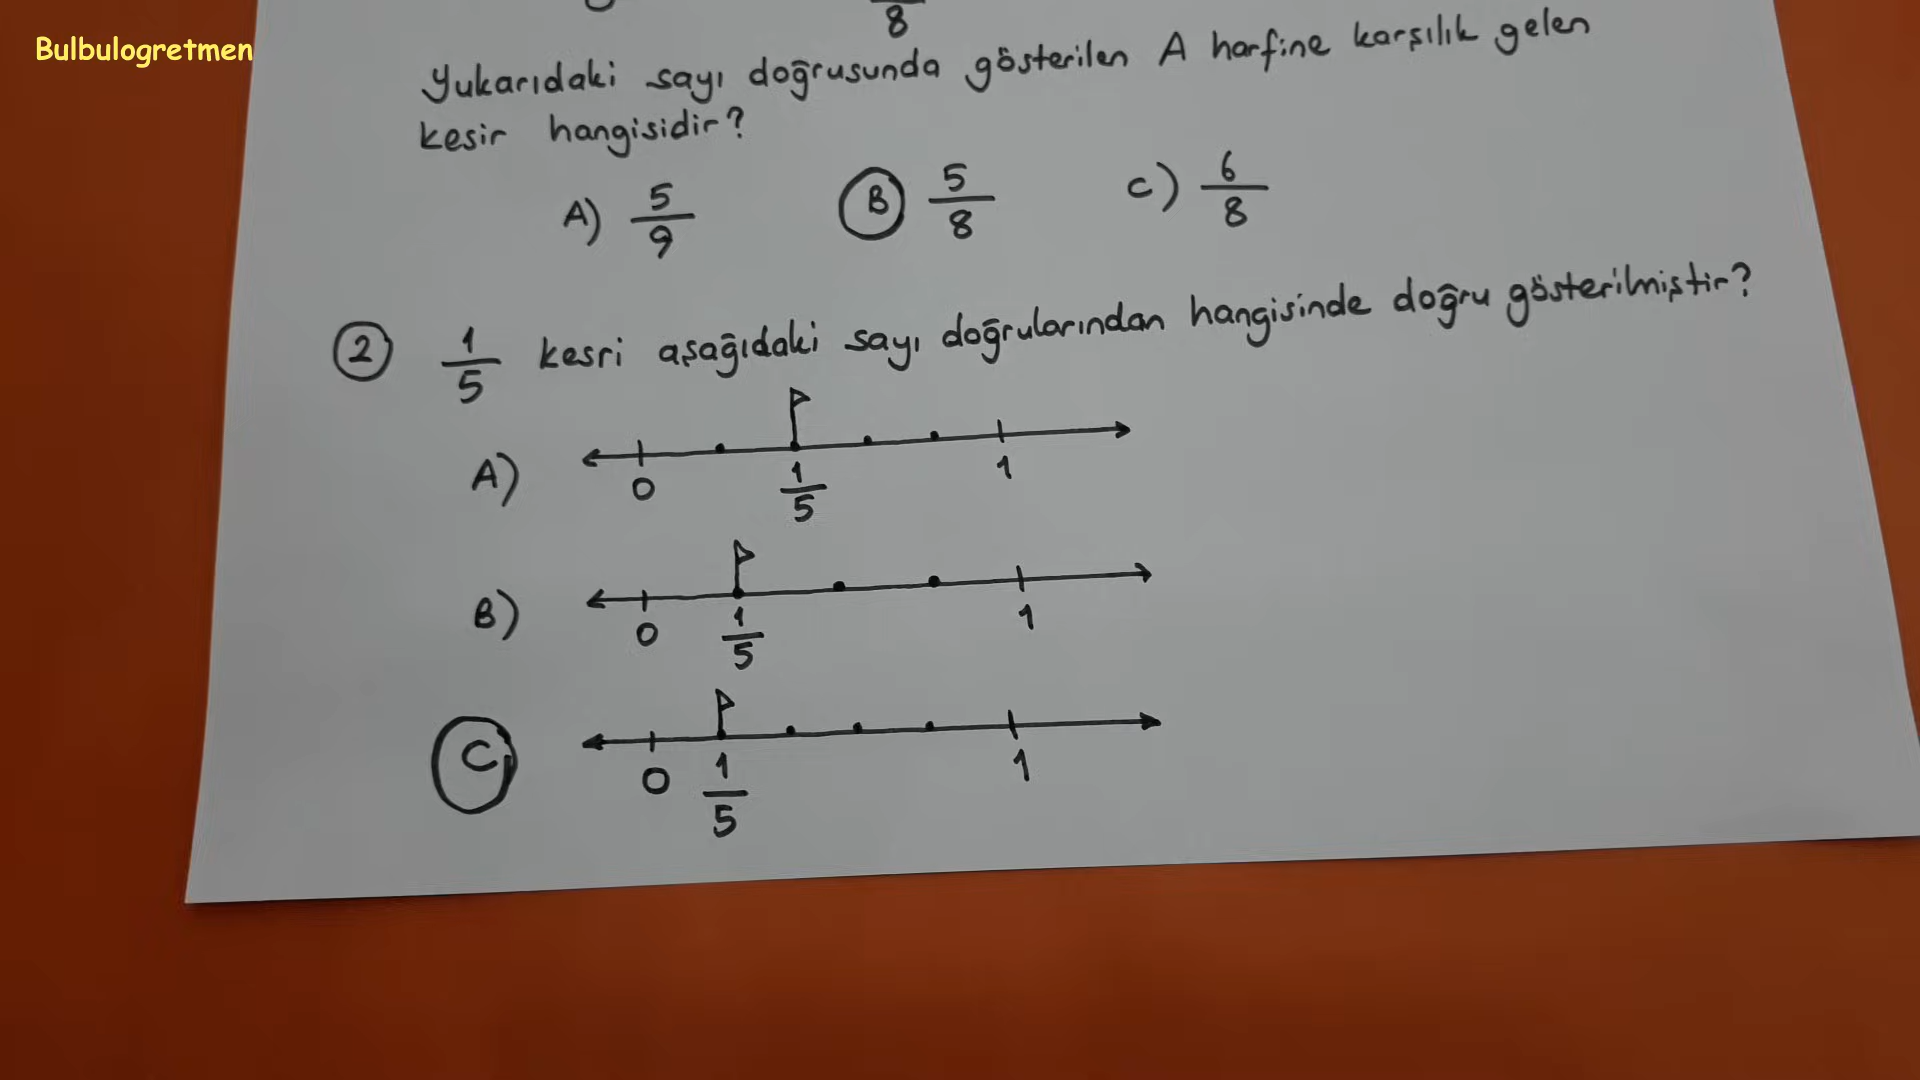 Bulbulogretmen
8
Yukarıdaki sayı doğrusunda gösterilen A harfine karşılık gelen
kesir hangisidir?
A) 5/9 B 5/8 C) 6/8
2 1/5 kesri aşağıdaki sayı doğrularından hangisinde doğru gösterilmiştir?
A) 0 1/5 1
B) 0 1/5 1
C 0 1/5 1